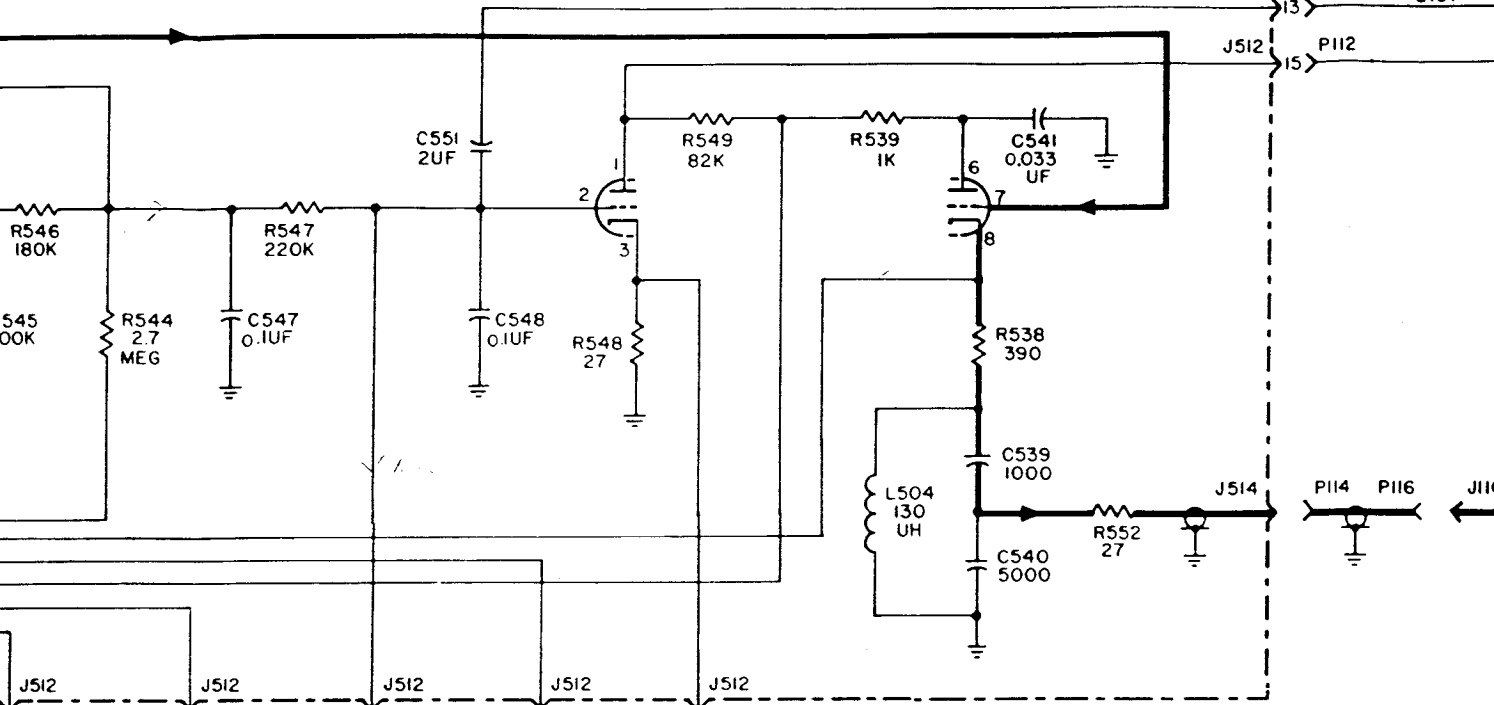 13
J512
P112
15
C551
2UF
R549
82K
R539
1K
C541
0.033
UF
1
2
3
6
7
8
R546
180K
R547
220K
545
00K
R544
2.7
MEG
C547
0.1UF
C548
0.1UF
R548
27
R538
390
C539
1000
L504
130
UH
J514
P114
P116
J116
R552
27
C540
5000
J512
J512
J512
J512
J512